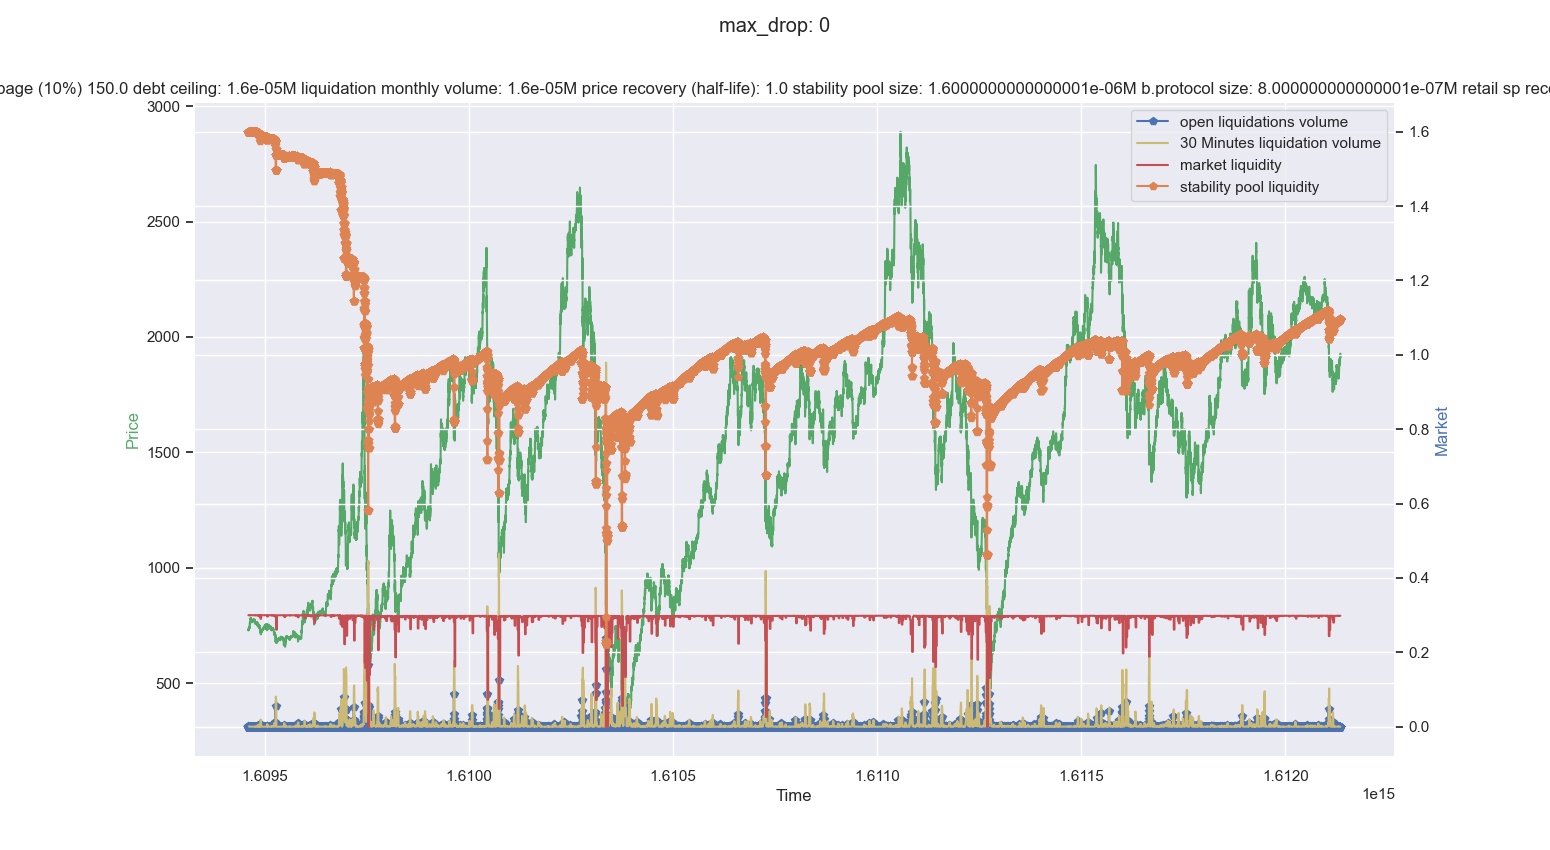 max_drop: 0
(10%) 150.0 debt ceiling: 1.6e-05M liquidation monthly volume: 1.6e-05M price recovery (half-life): 1.0 stability pool size: 1.6000000000000001e-06M b.protocol size: 8.000000000000001e-07M retail sp
3000
2500
2000
1500
1000
500
Price
open liquidations volume
30 Minutes liquidation volume
market liquidity
stability pool liquidity
1.6
1.4
1.2
1.0
0.8
0.6
0.4
0.2
0.0
Market
1.6095
1.6100
1.6105
1.6110
1.6115
1.6120
1e15
Time